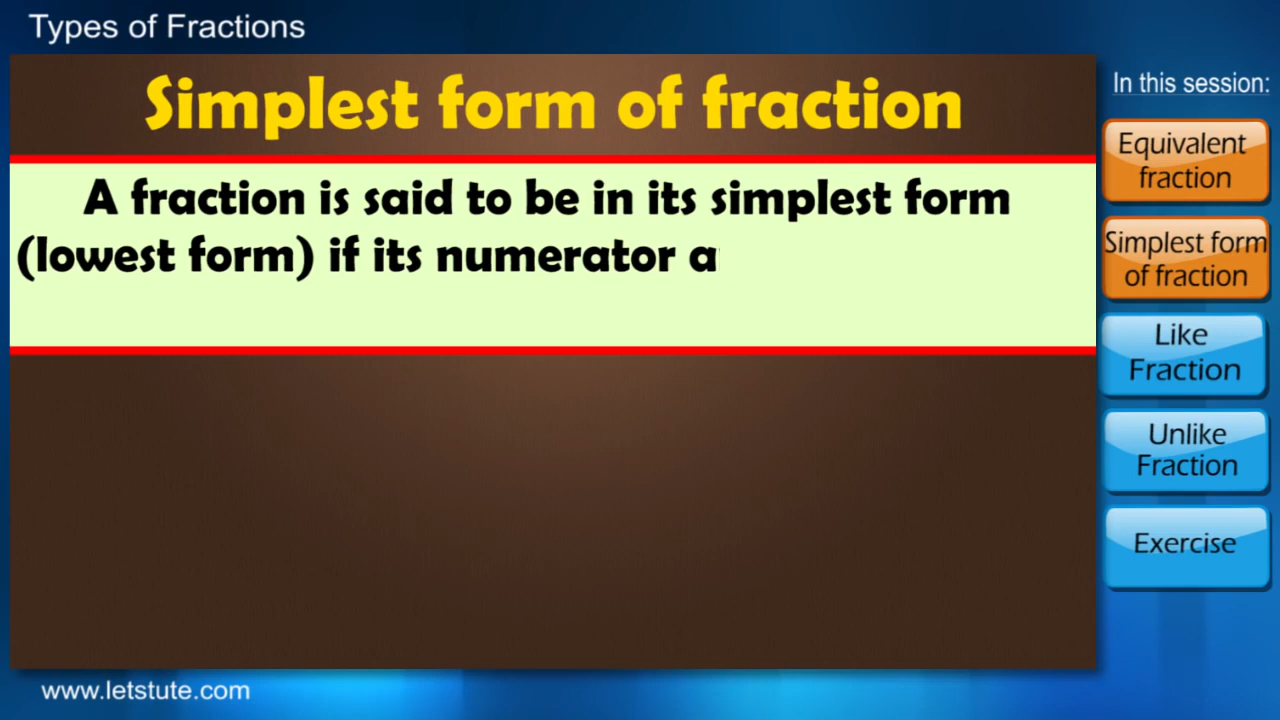 Types of Fractions
Simplest form of fraction
A fraction is said to be in its simplest form
(lowest form) if its numerator a
In this session:
Equivalent
fraction
Simplest form
of fraction
Like
Fraction
Unlike
Fraction
Exercise
www.letstute.com